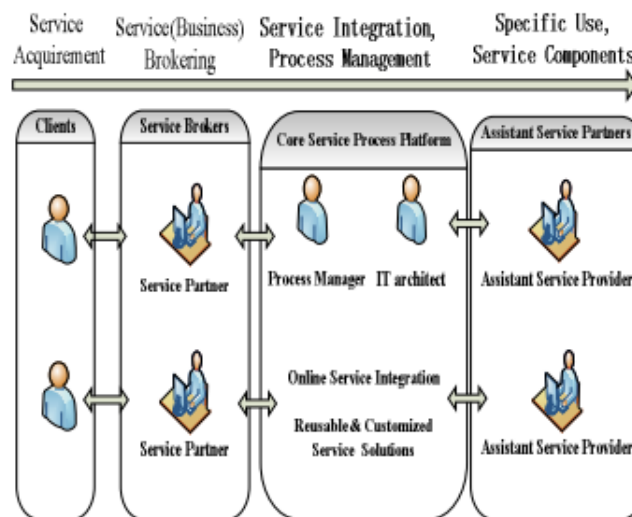 Service
Acquirement
Service(Business)
Brokering
Service Integration,
Process Management
Specific Use,
Service Components
Clients
Service Brokers
Core Service Process Platform
Assistant Service Partners
Service Partner
Process Manager
IT architect
Assistant Service Provider
Online Service Integration
Reusable & Customized
Service Solutions
Service Partner
Assistant Service Provider